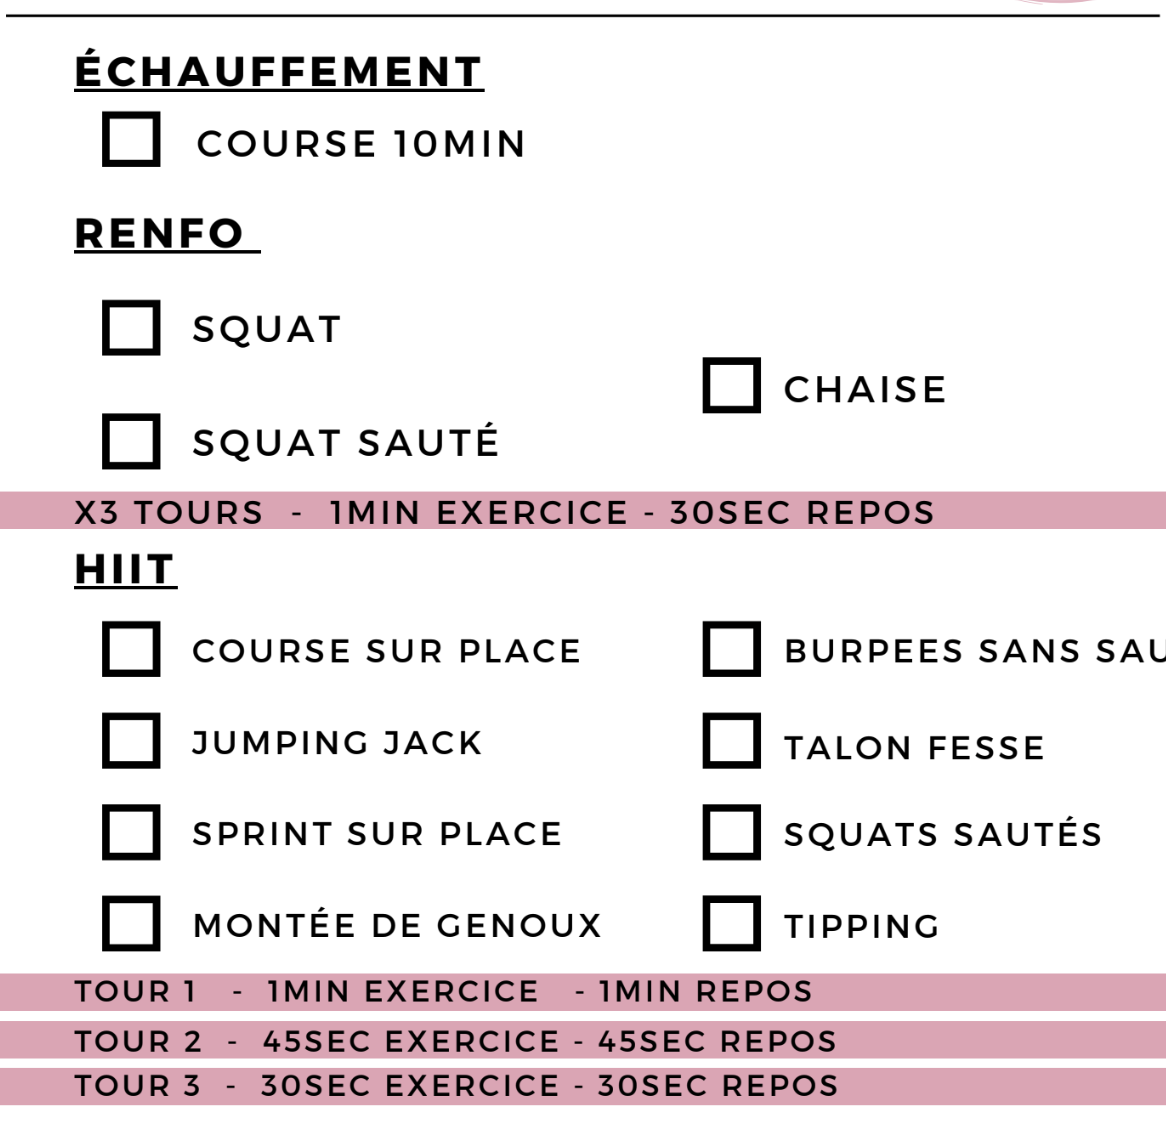 ÉCHAUFFEMENT
COURSE 10MIN
RENFO
SQUAT
CHAISE
SQUAT SAUTÉ
X3 TOURS - 1MIN EXERCICE - 30SEC REPOS
HIIT
COURSE SUR PLACE
BURPEES SANS
JUMPING JACK
TALON FESSE
SPRINT SUR PLACE
SQUATS SAUTÉS
MONTÉE DE GENOUX
TIPPING
TOUR 1 - 1MIN EXERCICE - 1MIN REPOS
TOUR 2 - 45SEC EXERCICE - 45SEC REPOS
TOUR 3 - 30SEC EXERCICE - 30SEC REPOS